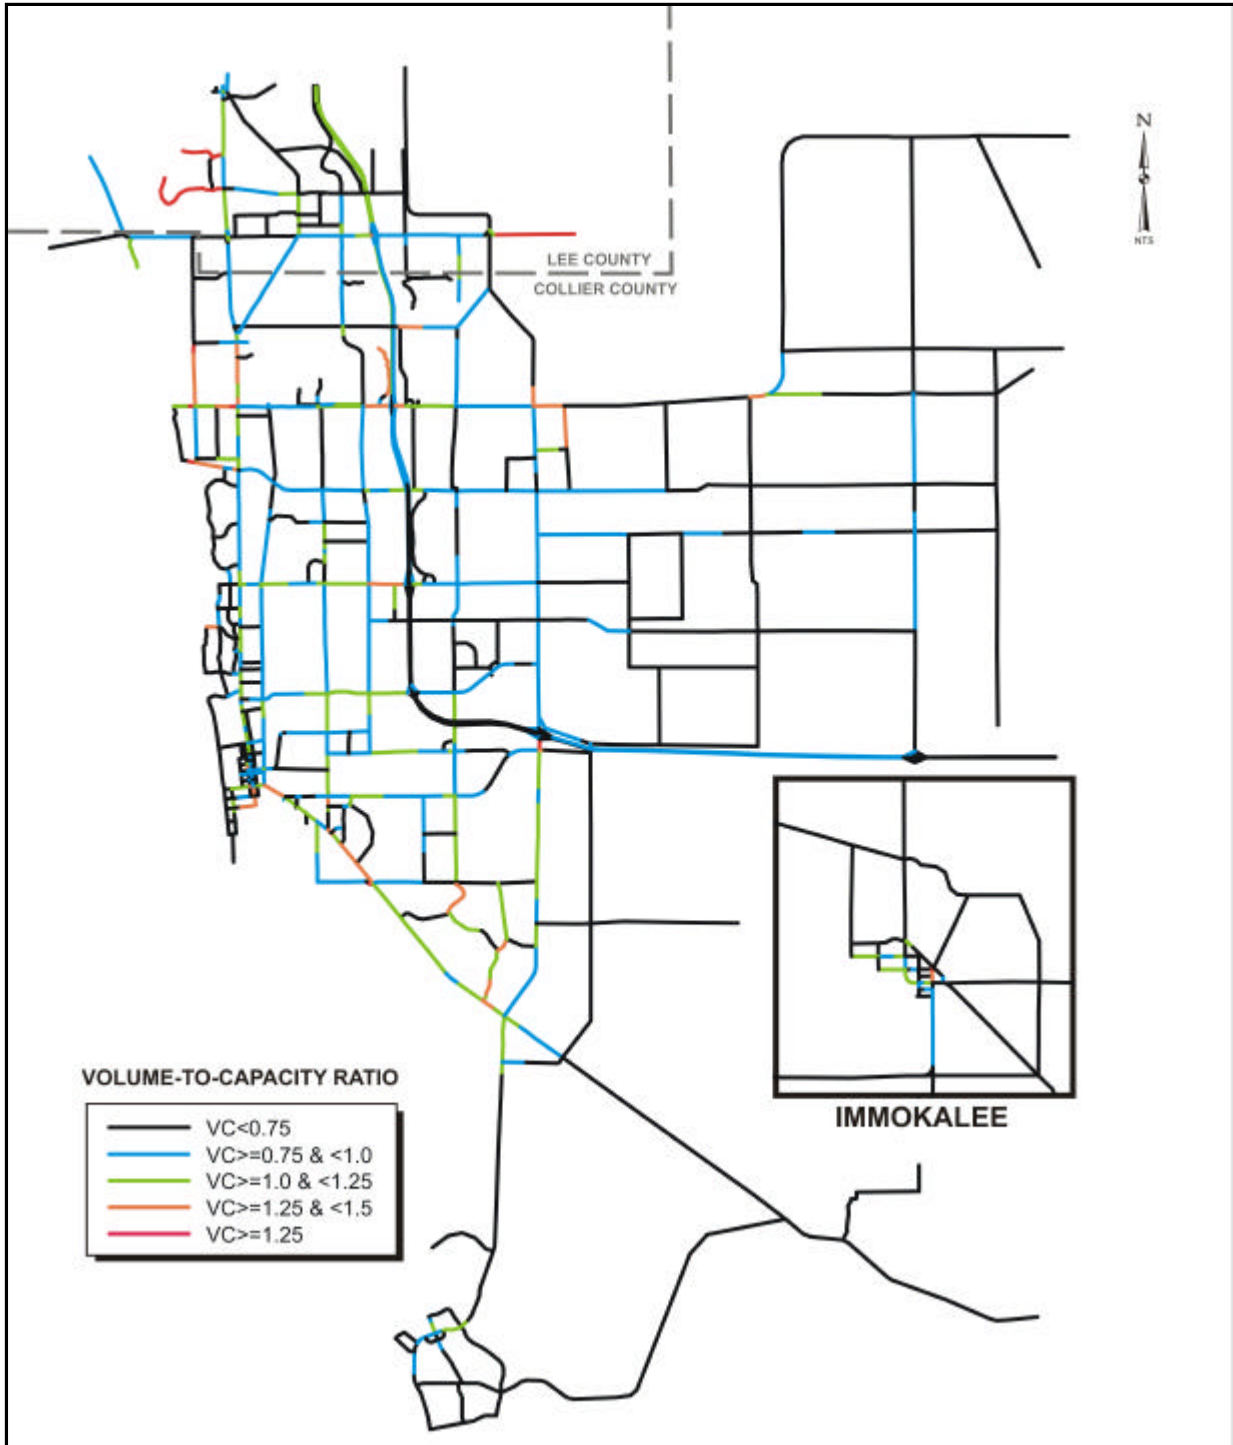 N
NTS
LEE COUNTY
COLLIER COUNTY
IMMOKALEE
VOLUME-TO-CAPACITY RATIO
VC<0.75
VC>=0.75 & <1.0
VC>=1.0 & <1.25
VC>=1.25 & <1.5
VC>=1.25